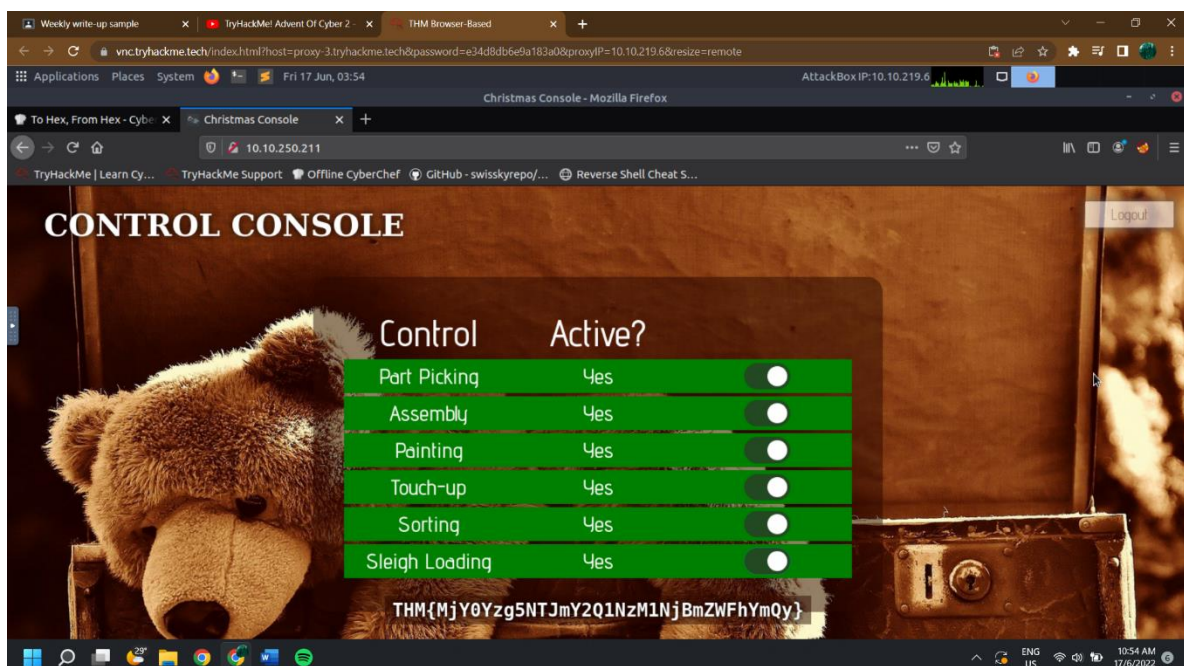 Weekly write-up sample
TryHackMe! Advent Of Cyber 2 -
THM Browser-Based
vnc.tryhackme.tech/index.html?host=proxy-3.tryhackme.tech&password=e34d8db6e9a183a0&proxyIP=10.10.219.6&resize=remote
Applications Places System Fri 17 Jun, 03:54 AttackBox IP:10.10.219.6
Christmas Console - Mozilla Firefox
To Hex, From Hex - Cybe
Christmas Console
10.10.250.211
TryHackMe | Learn Cy... TryHackMe Support Offline CyberChef GitHub - swisskyrepo/... Reverse Shell Cheat S...
CONTROL CONSOLE
Logout
Control Active?
Part Picking Yes
Assembly Yes
Painting Yes
Touch-up Yes
Sorting Yes
Sleigh Loading Yes
THM{MjY0Yzg5NTJmY2Q1NzM1NjBmZWFhYmQy}
29°
ENG
US
10:54 AM
17/6/2022
6